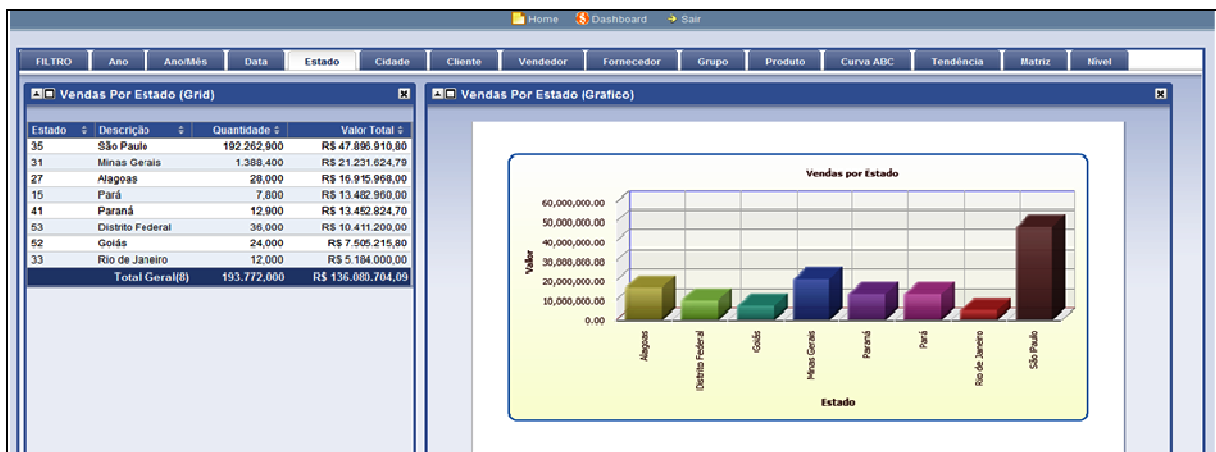 Home Dashboard Sair
FILTRO Ano Ano/Mês Data Estado Cidade Cliente Vendedor Fornecedor Grupo Produto Curva ABC Tendência Matriz Nível
Vendas Por Estado (Grid)
Estado Descrição Quantidade Valor Total
35 São Paulo 192.262,900 R$ 47.896.910,80
31 Minas Gerais 1.388,400 R$ 21.231.624,79
27 Alagoas 28,000 R$ 16.915.968,00
15 Pará 7,800 R$ 13.482.960,00
41 Paraná 12,900 R$ 13.452.824,70
53 Distrito Federal 36,000 R$ 10.411.200,00
52 Goiás 24,000 R$ 7.505.215,80
33 Rio de Janeiro 12,000 R$ 5.184.000,00
Total Geral(8) 193.772,000 R$ 136.080.704,09
Vendas Por Estado (Grafico)
Vendas por Estado
Valor
60,000,000.00
50,000,000.00
40,000,000.00
30,000,000.00
20,000,000.00
10,000,000.00
0.00
Alagoas
Distrito Federal
Goiás
Minas Gerais
Paraná
Pará
Rio de Janeiro
São Paulo
Estado